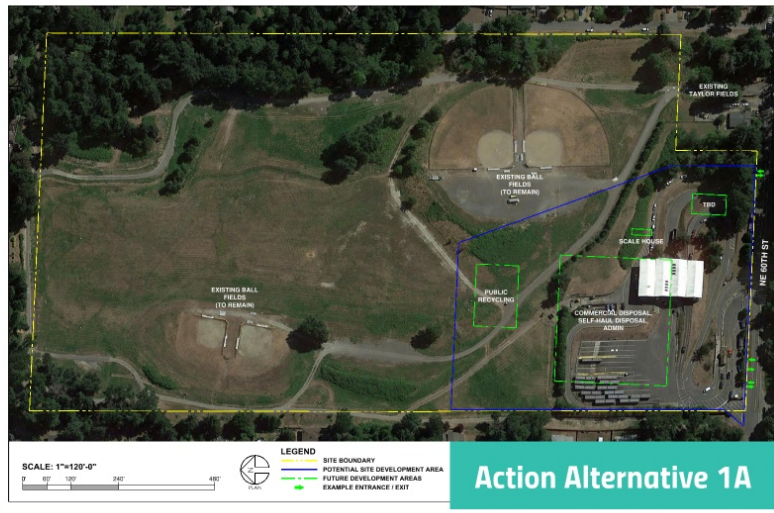 EXISTING
TAYLOR FIELDS
EXISTING BALL
FIELDS
(TO REMAIN)
TBD
SCALE HOUSE
NE 60TH ST
PUBLIC
RECYCLING
EXISTING BALL
FIELDS
(TO REMAIN)
COMMERCIAL DISPOSAL,
SELF-HAUL DISPOSAL,
ADMIN
SCALE: 1"=120'-0"
0' 60' 120' 240' 480'
N
PLAN
LEGEND
SITE BOUNDARY
POTENTIAL SITE DEVELOPMENT AREA
FUTURE DEVELOPMENT AREAS
EXAMPLE ENTRANCE / EXIT
Action Alternative 1A